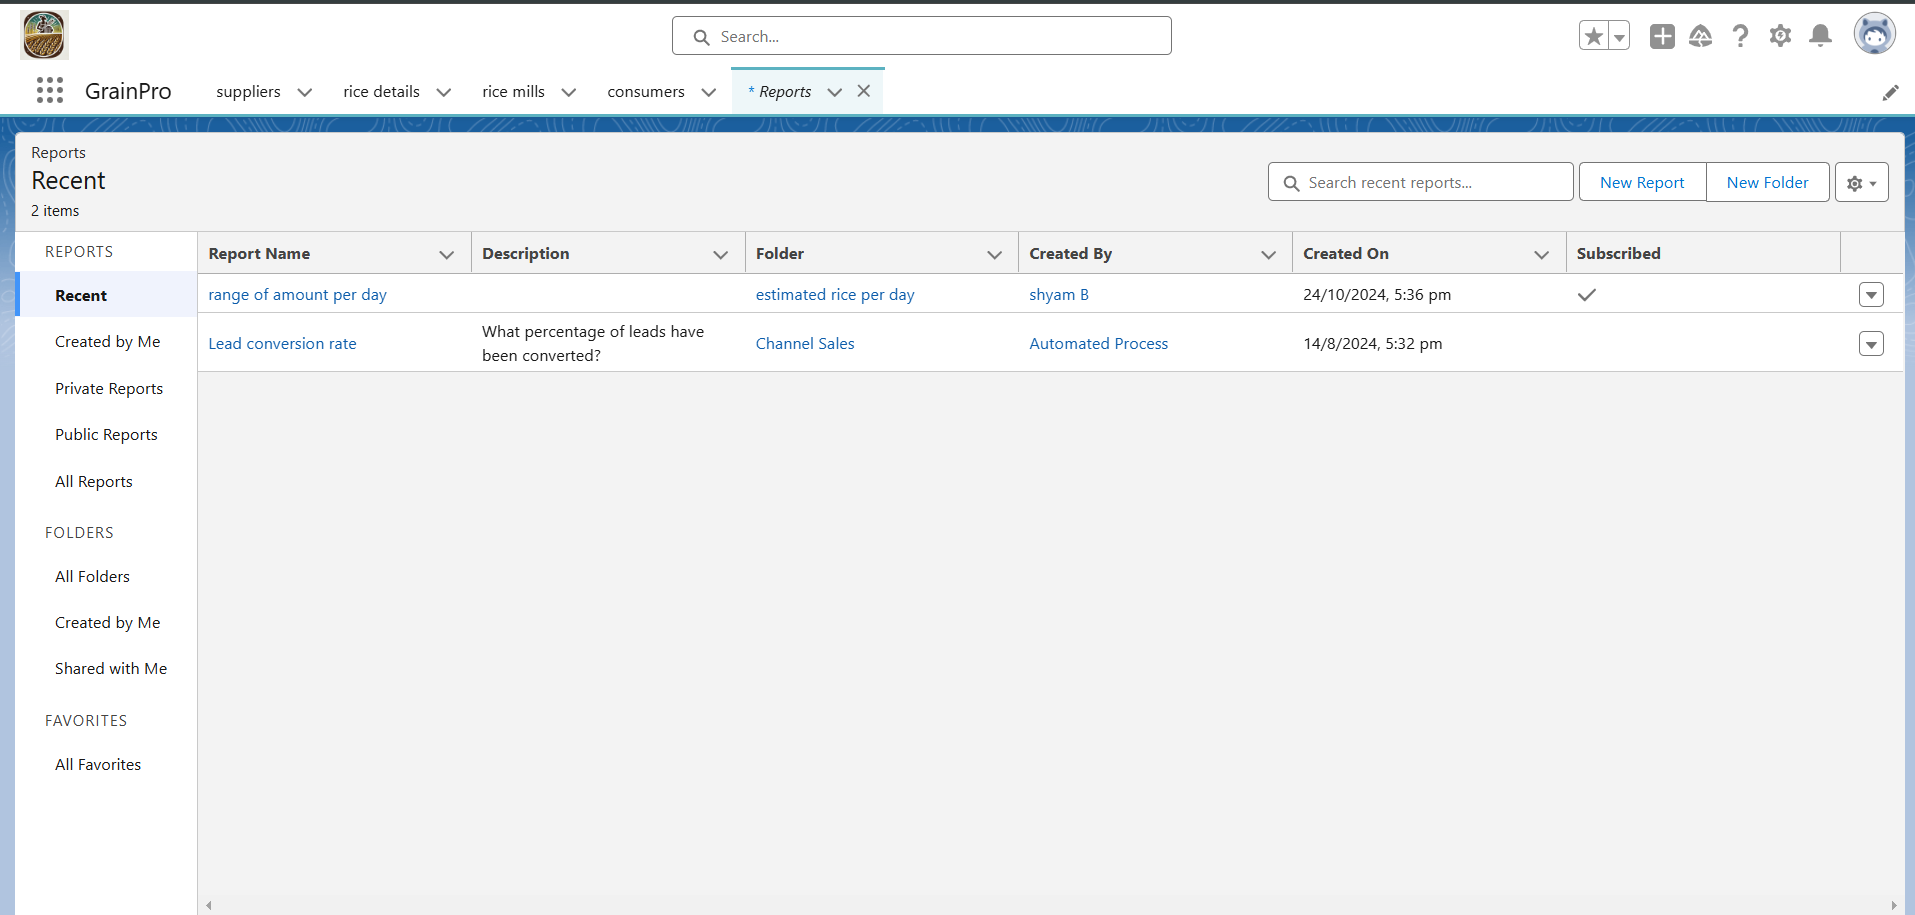 Search...
GrainPro
suppliers
rice details
rice mills
consumers
* Reports
Reports
Recent
2 items
Search recent reports...
New Report
New Folder
REPORTS
Recent
Created by Me
Private Reports
Public Reports
All Reports
FOLDERS
All Folders
Created by Me
Shared with Me
FAVORITES
All Favorites
Report Name Description Folder Created By Created On Subscribed
range of amount per day estimated rice per day shyam B 24/10/2024, 5:36 pm
Lead conversion rate What percentage of leads have
been converted? Channel Sales Automated Process 14/8/2024, 5:32 pm